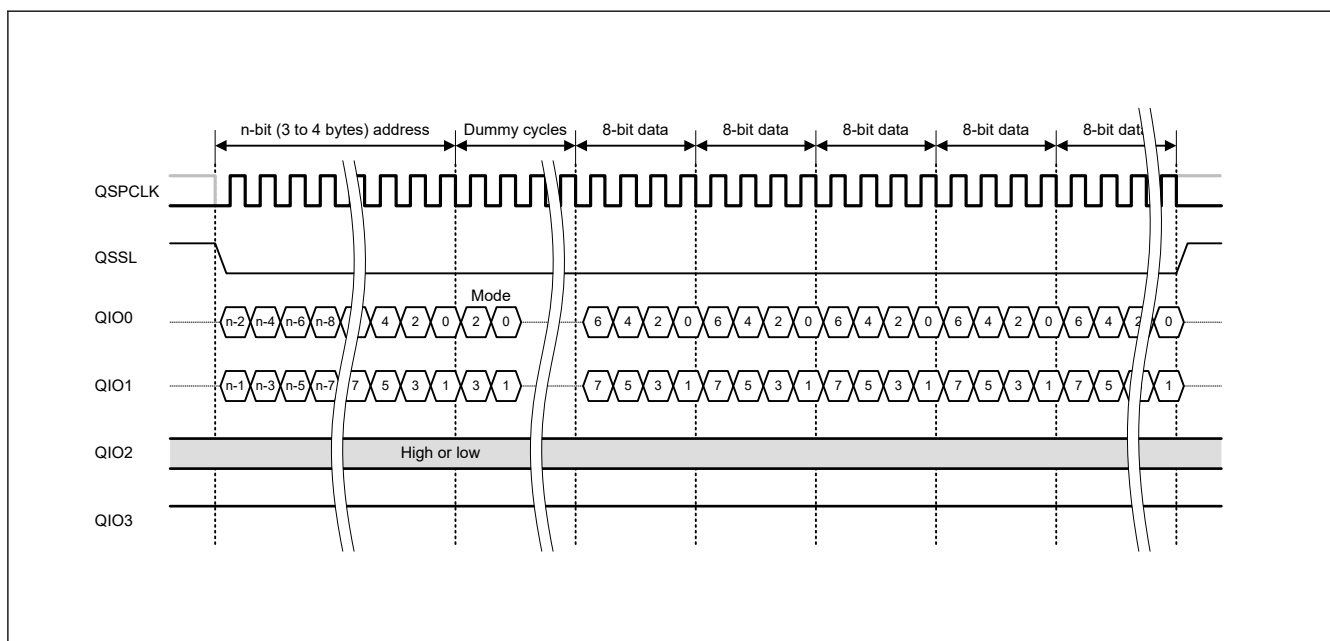 n-bit (3 to 4 bytes) address Dummy cycles 8-bit data 8-bit data 8-bit data 8-bit data 8-bit data
QSPCLK
QSSL
Mode
QIO0 n-2 n-4 n-6 n-8 4 2 0 2 0 6 4 2 0 6 4 2 0 6 4 2 0 6 4 2 0 6 4 2 0
QIO1 n-1 n-3 n-5 n-7 7 5 3 1 3 1 7 5 3 1 7 5 3 1 7 5 3 1 7 5 3 1 7 5 1
QIO2 High or low
QIO3